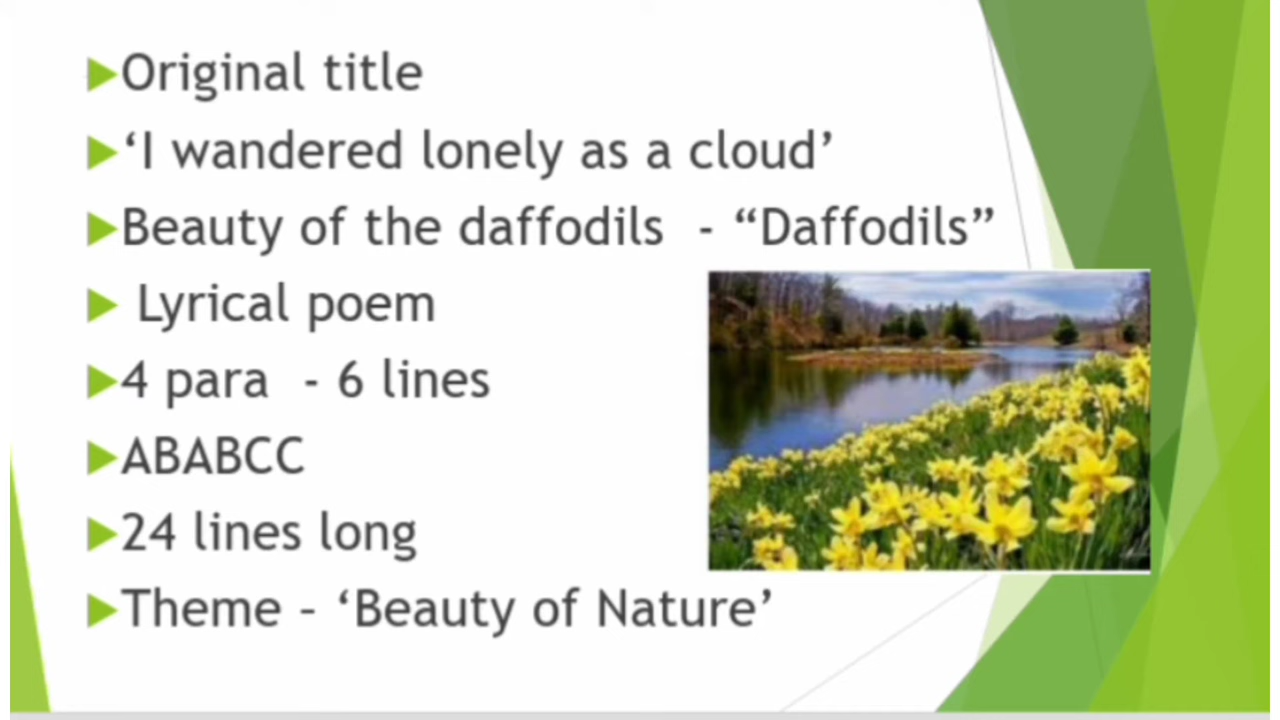 Original title
‘I wandered lonely as a cloud’
Beauty of the daffodils - “Daffodils”
Lyrical poem
4 para - 6 lines
ABABCC
24 lines long
Theme – ‘Beauty of Nature’